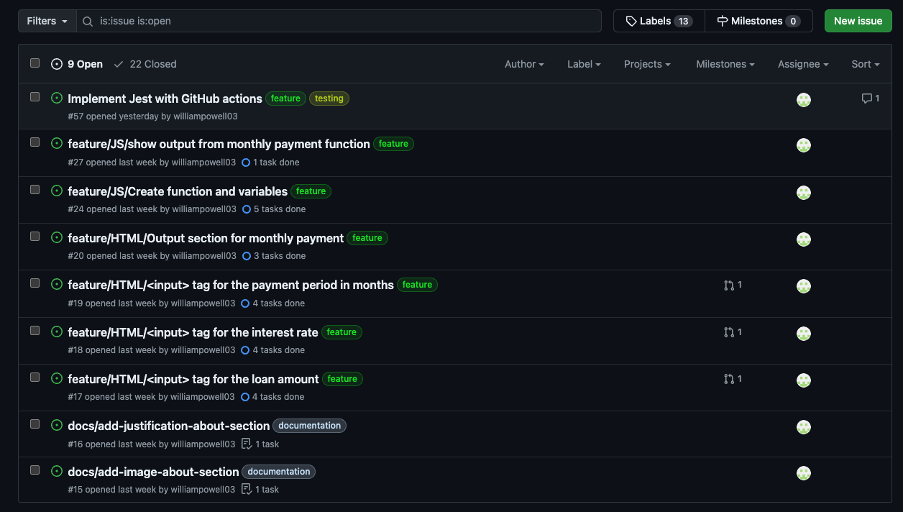 Filters is:issue is:open Labels 13 Milestones 0 New issue
9 Open 22 Closed Author Label Projects Milestones Assignee Sort
Implement Jest with GitHub actions feature testing 1
#57 opened yesterday by williampowell03
feature/JS/show output from monthly payment function feature
#27 opened last week by williampowell03 1 task done
feature/JS/Create function and variables feature
#24 opened last week by williampowell03 5 tasks done
feature/HTML/Output section for monthly payment feature
#20 opened last week by williampowell03 3 tasks done
feature/HTML/<input> tag for the payment period in months feature 1
#19 opened last week by williampowell03 4 tasks done
feature/HTML/<input> tag for the interest rate feature 1
#18 opened last week by williampowell03 4 tasks done
feature/HTML/<input> tag for the loan amount feature 1
#17 opened last week by williampowell03 4 tasks done
docs/add-justification-about-section documentation
#16 opened last week by williampowell03 1 task
docs/add-image-about-section documentation
#15 opened last week by williampowell03 1 task